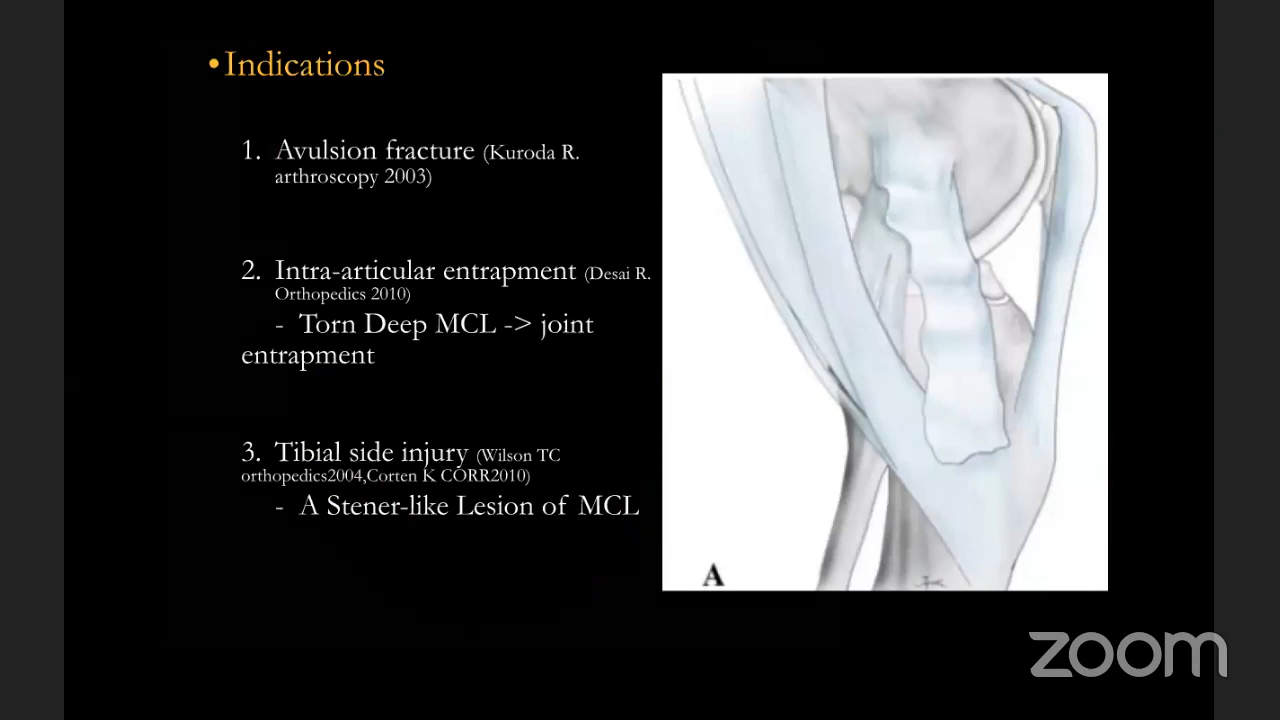 •Indications
1. Avulsion fracture (Kuroda R.
arthroscopy 2003)
2. Intra-articular entrapment (Desai R.
Orthopedics 2010)
- Torn Deep MCL -> joint
entrapment
3. Tibial side injury (Wilson TC
orthopedics2004,Corten K CORR2010)
- A Stener-like Lesion of MCL
A
zoom